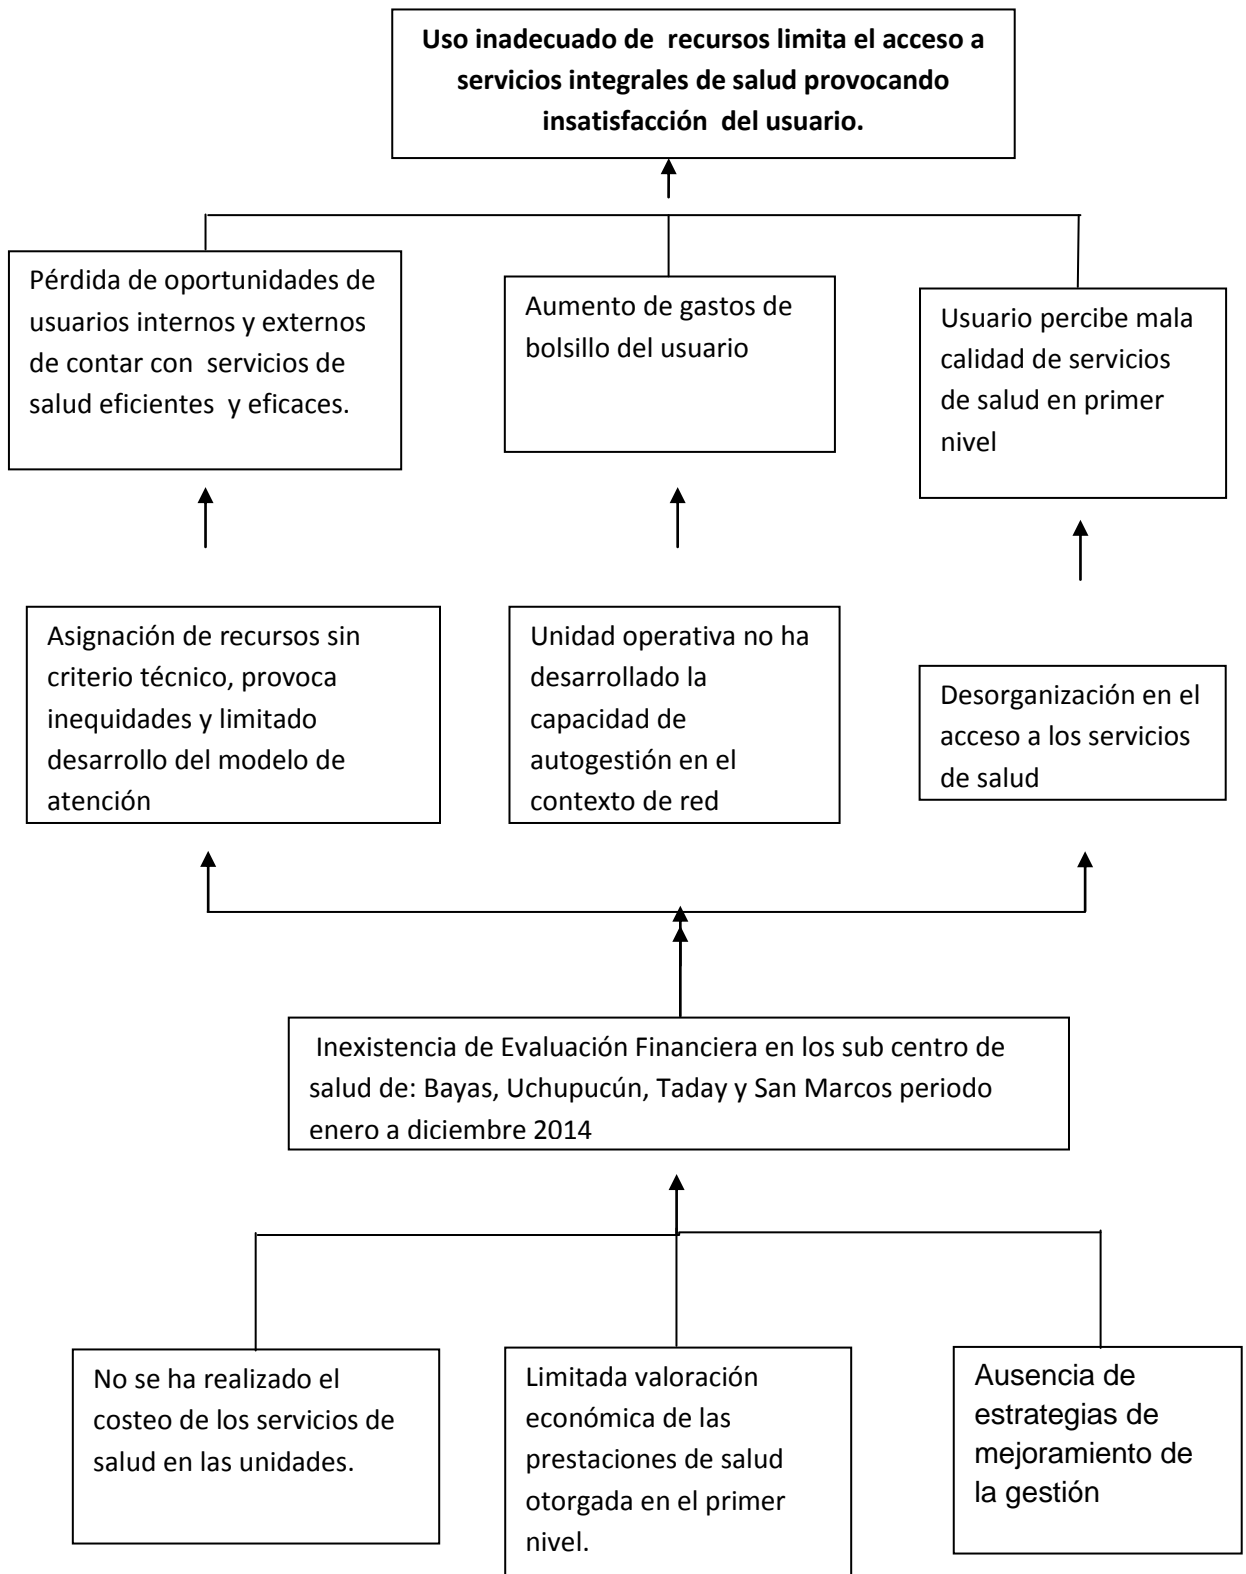 Uso inadecuado de recursos limita el acceso a
servicios integrales de salud provocando
insatisfacción del usuario.
Pérdida de oportunidades de
usuarios internos y externos
de contar con servicios de
salud eficientes y eficaces.
Aumento de gastos de
bolsillo del usuario
Usuario percibe mala
calidad de servicios
de salud en primer
nivel
Asignación de recursos sin
criterio técnico, provoca
inequidades y limitado
desarrollo del modelo de
atención
Unidad operativa no ha
desarrollado la
capacidad de
autogestión en el
contexto de red
Desorganización en el
acceso a los servicios
de salud
Inexistencia de Evaluación Financiera en los sub centro de
salud de: Bayas, Uchupucún, Taday y San Marcos periodo
enero a diciembre 2014
No se ha realizado el
costeo de los servicios de
salud en las unidades.
Limitada valoración
económica de las
prestaciones de salud
otorgada en el primer
nivel.
Ausencia de
estrategias de
mejoramiento de
la gestión